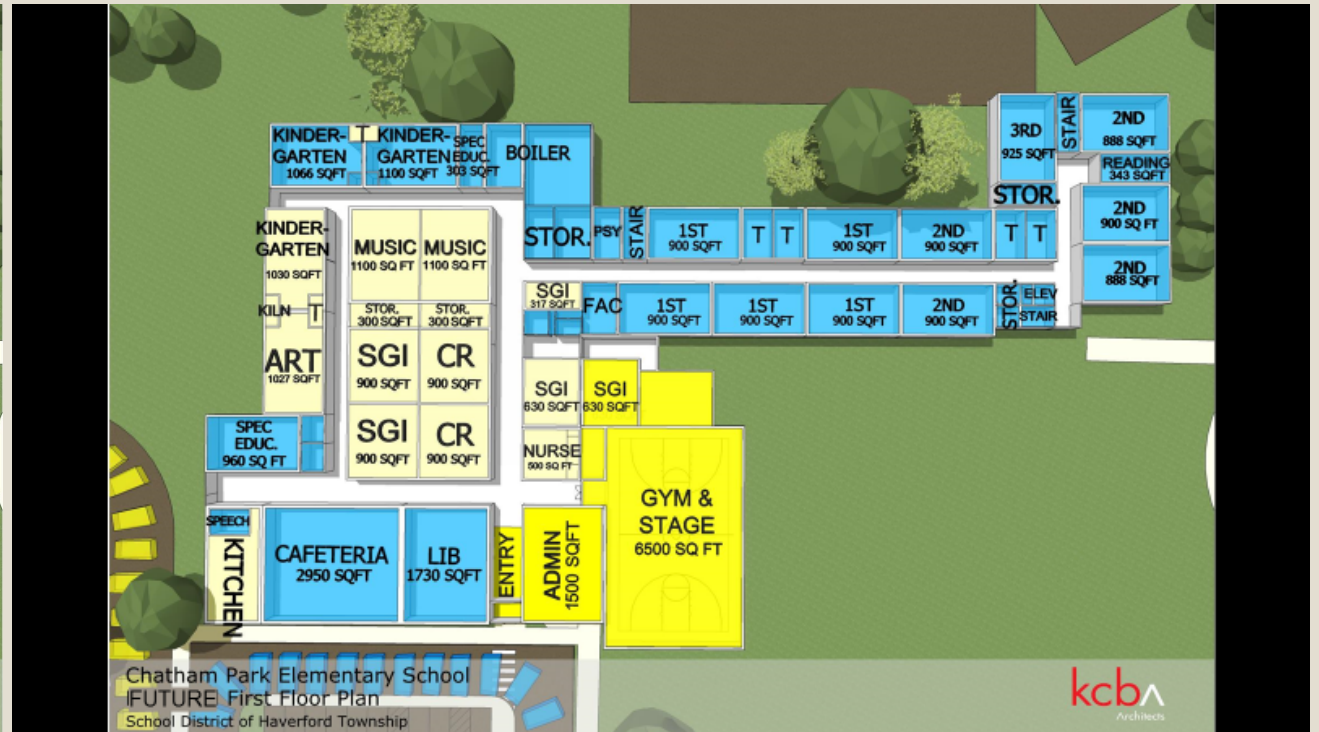 KINDER-
GARTEN
1066 SQFT
T
KINDER-
GARTEN
1100 SQFT
SPEC
EDUC.
303 SQFT
BOILER
3RD
925 SQFT
STAIR
2ND
888 SQFT
READING
343 SQFT
STOR.
KINDER-
GARTEN
1030 SQFT
MUSIC
1100 SQ FT
MUSIC
1100 SQ FT
STOR.
PSY
STAIR
1ST
900 SQFT
T
T
1ST
900 SQFT
2ND
900 SQFT
T
T
2ND
900 SQ FT
2ND
888 SQFT
KILN
T
STOR.
300 SQFT
STOR.
300 SQFT
SGI
317 SQFT
FAC
1ST
900 SQFT
1ST
900 SQFT
1ST
900 SQFT
2ND
900 SQFT
STOR.
ELEV
STAIR
ART
1027 SQFT
SGI
900 SQFT
CR
900 SQFT
SGI
630 SQFT
SGI
630 SQFT
SPEC
EDUC.
960 SQ FT
SGI
900 SQFT
CR
900 SQFT
NURSE
500 SQ FT
GYM &
STAGE
6500 SQ FT
SPEECH
KITCHEN
CAFETERIA
2950 SQFT
LIB
1730 SQFT
ENTRY
ADMIN
1500 SQFT
Chatham Park Elementary School
FUTURE First Floor Plan
School District of Haverford Township
kcba
Architects